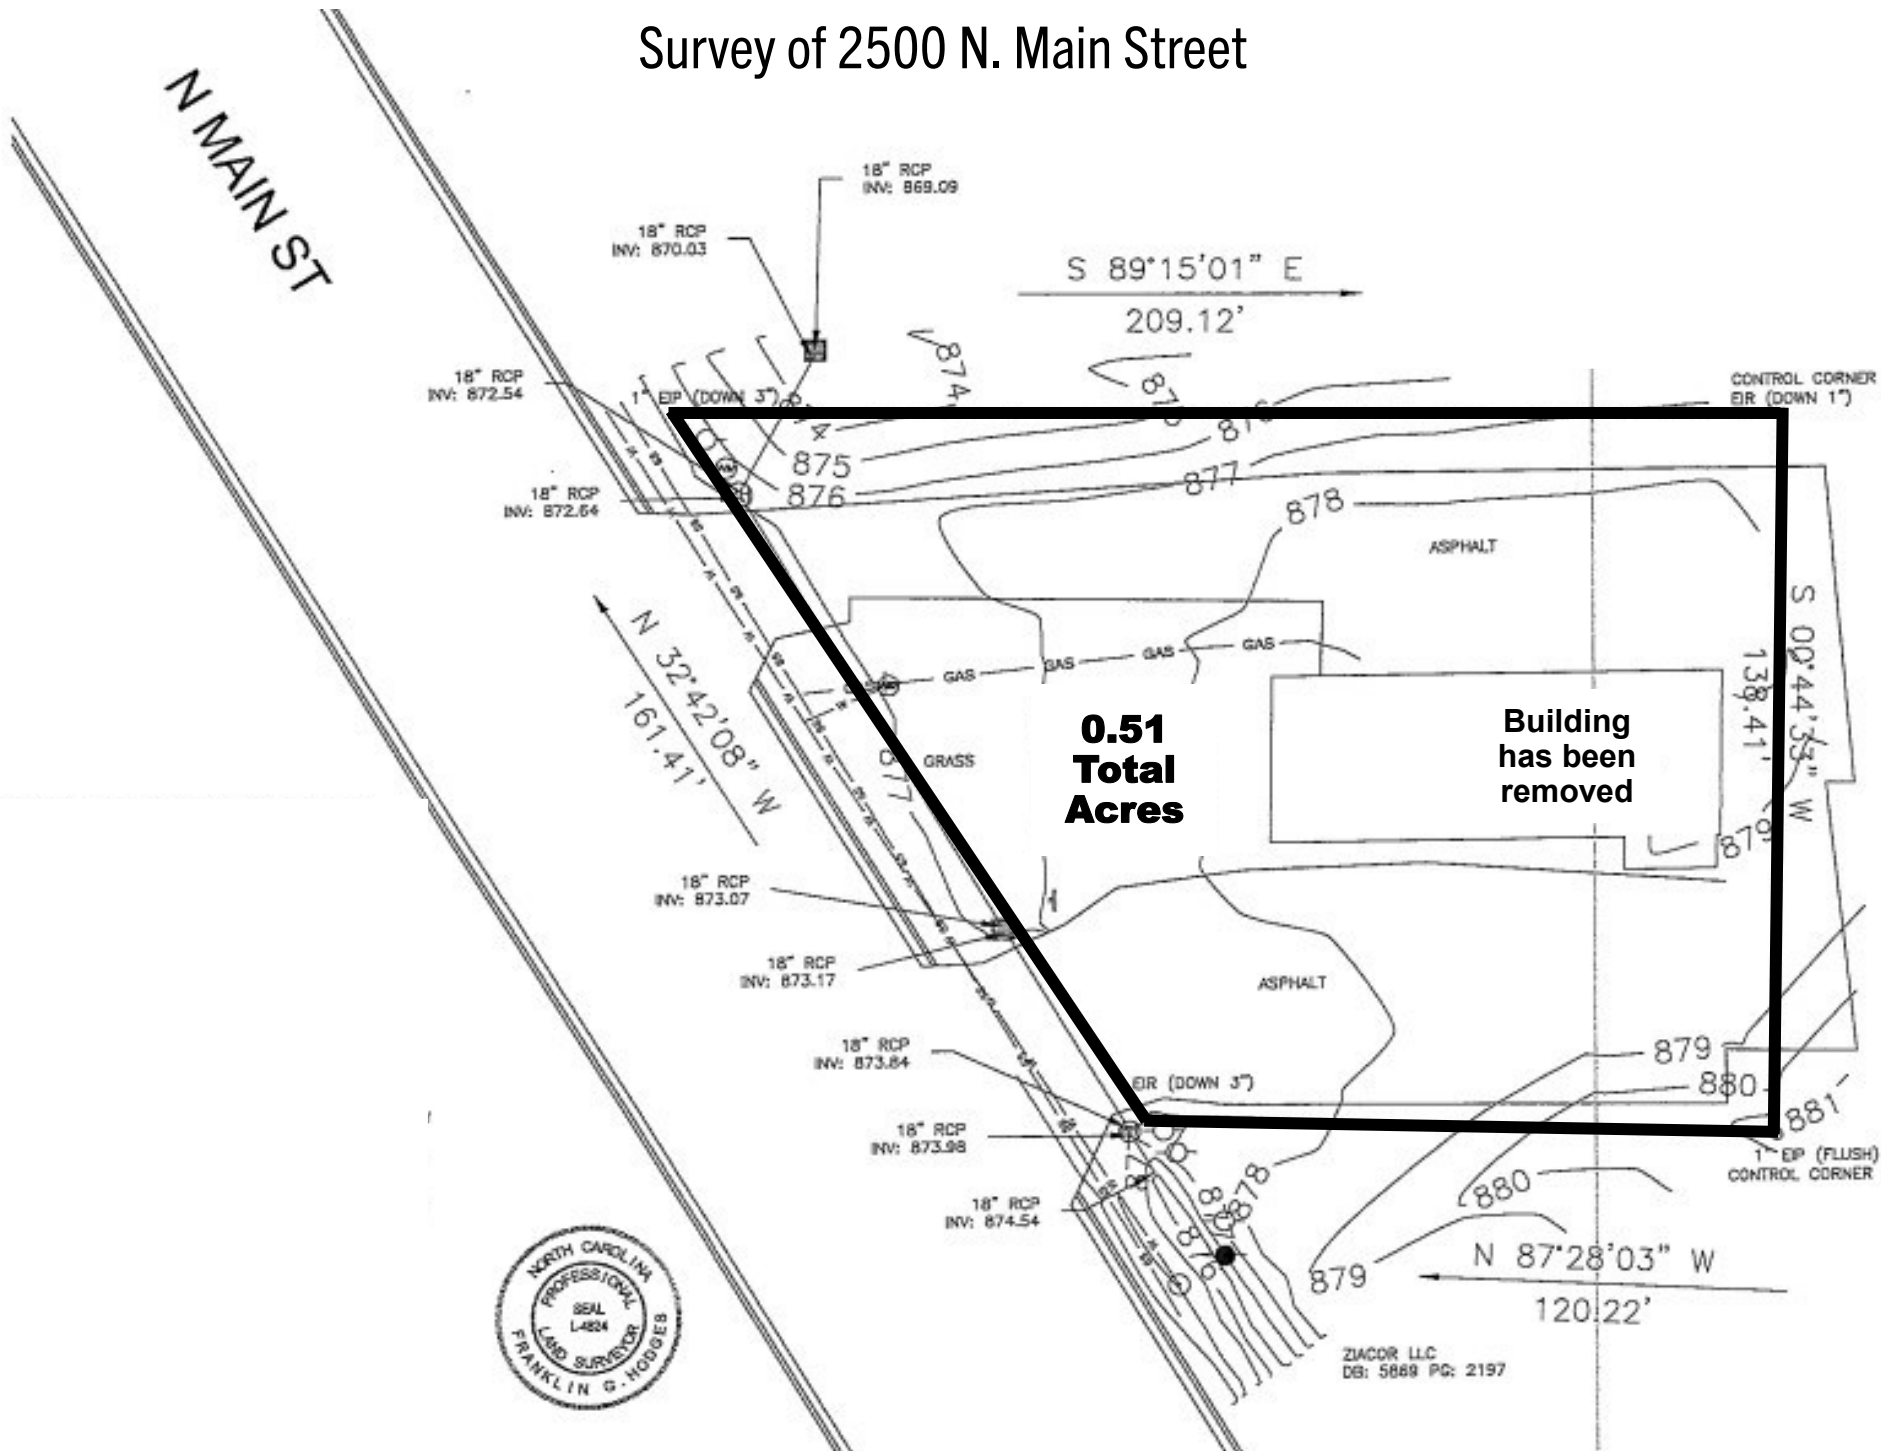 Survey of 2500 N. Main Street
N MAIN ST
18" RCP
INV: 869.09
18" RCP
INV: 870.03
S 89°15'01" E
209.12'
874
875
CONTROL CORNER
EIR (DOWN 1")
18" RCP
INV: 872.54
1" EIP (DOWN 3")
874
876
875
877
876
878
18" RCP
INV: 872.64
ASPHALT
N 32°42'08" W
161.41'
S 00°44'33" W
138.41'
GAS
GAS
GAS
GAS
GRASS
877
0.51
Total
Acres
Building
has been
removed
879
18" RCP
INV: 873.07
18" RCP
INV: 873.17
ASPHALT
18" RCP
INV: 873.84
EIR (DOWN 3")
879
880
881
18" RCP
INV: 873.98
1" EIP (FLUSH)
CONTROL CORNER
878
880
18" RCP
INV: 874.54
879
N 87°28'03" W
120.22'
NORTH CAROLINA
PROFESSIONAL
SEAL
L-4824
LAND SURVEYOR
FRANKLIN G. HODGES
ZIACOR LLC
DB: 5869 PG: 2197